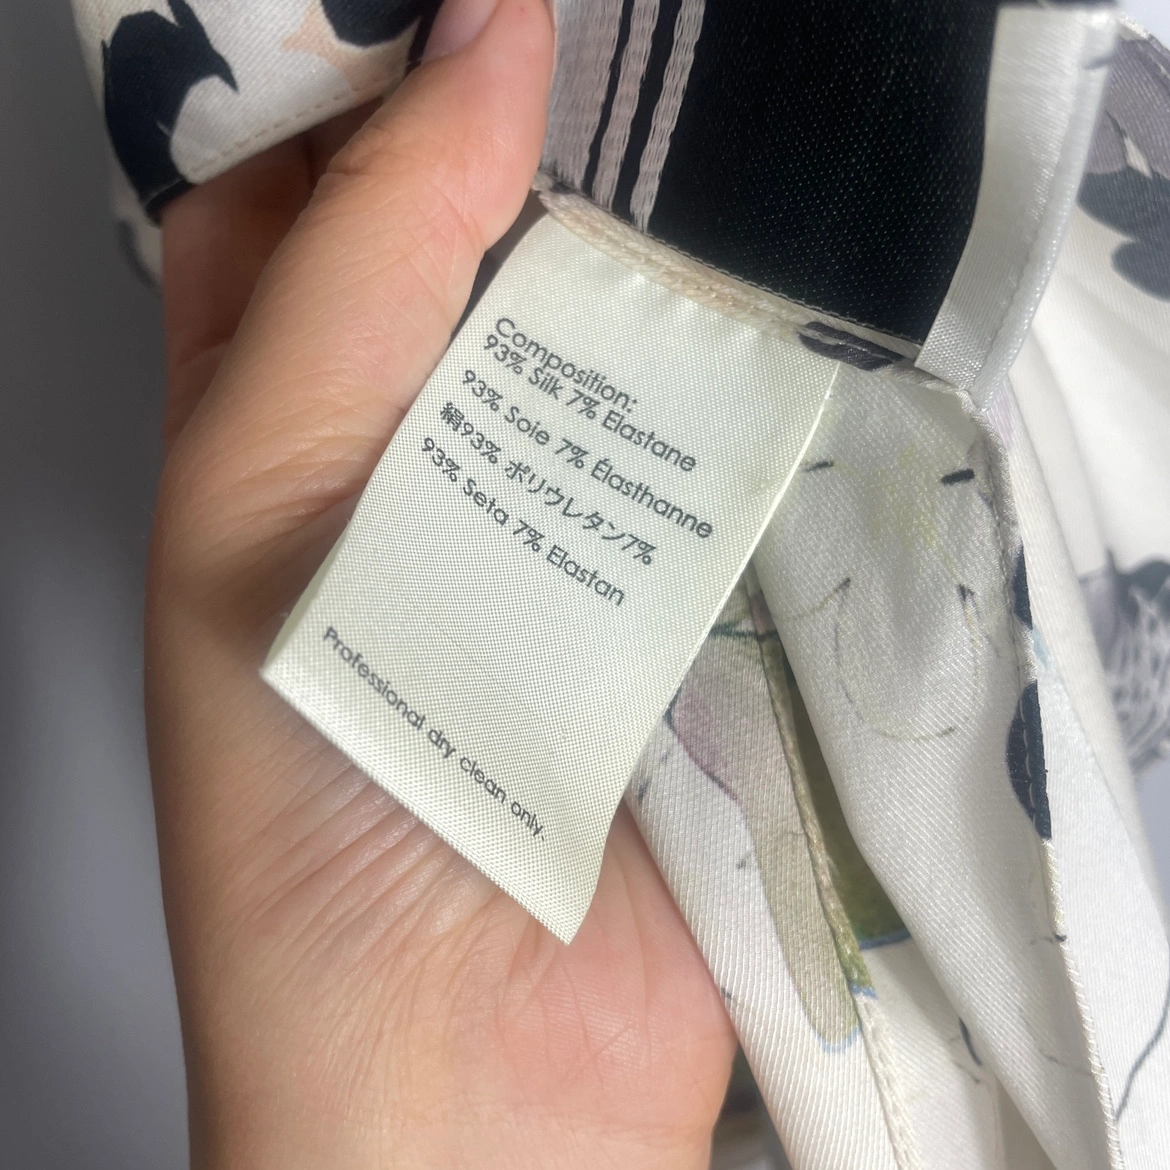 Composition:
93% Silk 7% Elastane
93% Soie 7% Élasthanne
絹93% ポリウレタン7%
93% Seta 7% Elastan
Professional dry clean only.